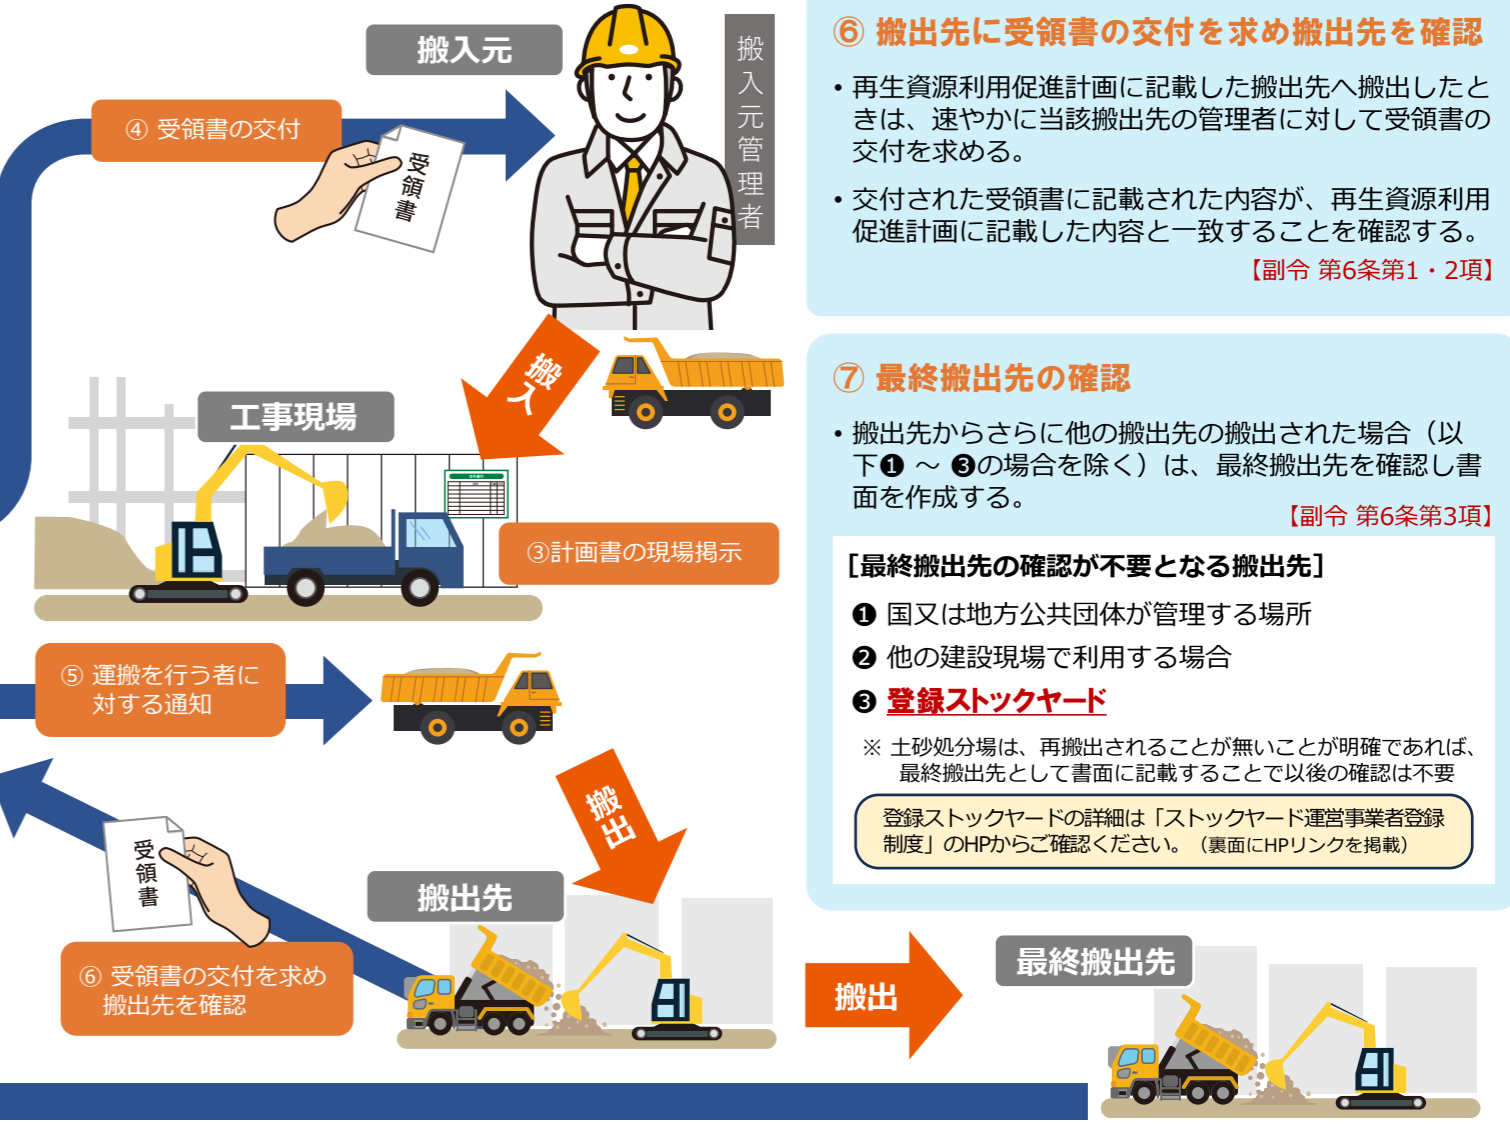 搬入元
搬入元管理者
④ 受領書の交付
受領書
搬入
工事現場
③計画書の現場掲示
⑤ 運搬を行う者に
対する通知
搬出
受領書
搬出先
⑥ 受領書の交付を求め
搬出先を確認
搬出
最終搬出先
⑥ 搬出先に受領書の交付を求め搬出先を確認
・再生資源利用促進計画に記載した搬出先へ搬出したと
きは、速やかに当該搬出先の管理者に対して受領書の
交付を求める。
・交付された受領書に記載された内容が、再生資源利用
促進計画に記載した内容と一致することを確認する。
【副令 第6条第1・2項】
⑦ 最終搬出先の確認
・搬出先からさらに他の搬出先の搬出された場合（以
下❶ ～ ❸の場合を除く）は、最終搬出先を確認し書
面を作成する。
【副令 第6条第3項】
［最終搬出先の確認が不要となる搬出先］
❶ 国又は地方公共団体が管理する場所
❷ 他の建設現場で利用する場合
❸ 登録ストックヤード
※ 土砂処分場は、再搬出されることが無いことが明確であれば、
最終搬出先として書面に記載することで以後の確認は不要
登録ストックヤードの詳細は「ストックヤード運営事業者登録
制度」のHPからご確認ください。（裏面にHPリンクを掲載）